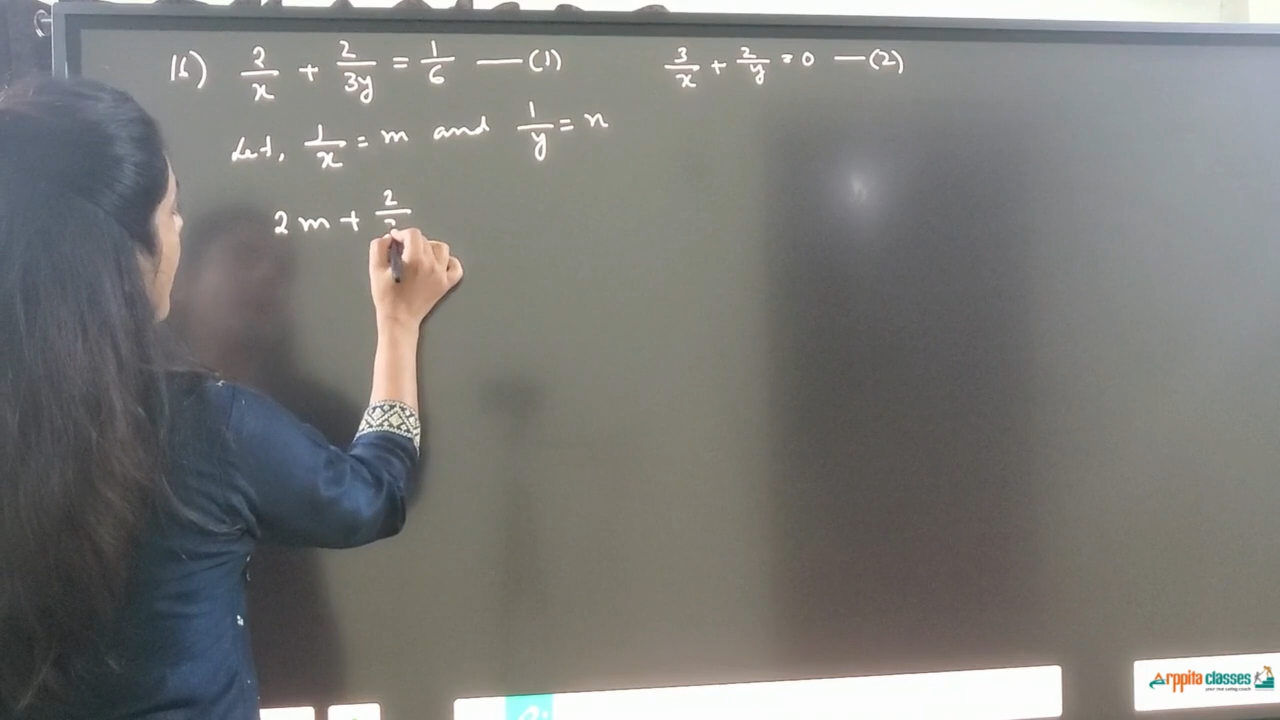 16) 2/x + 2/3y = 1/6 —(1) 3/x + 2/y = 0 —(2)
Let, 1/x = m and 1/y = n
2m + 2/
Arppita classes